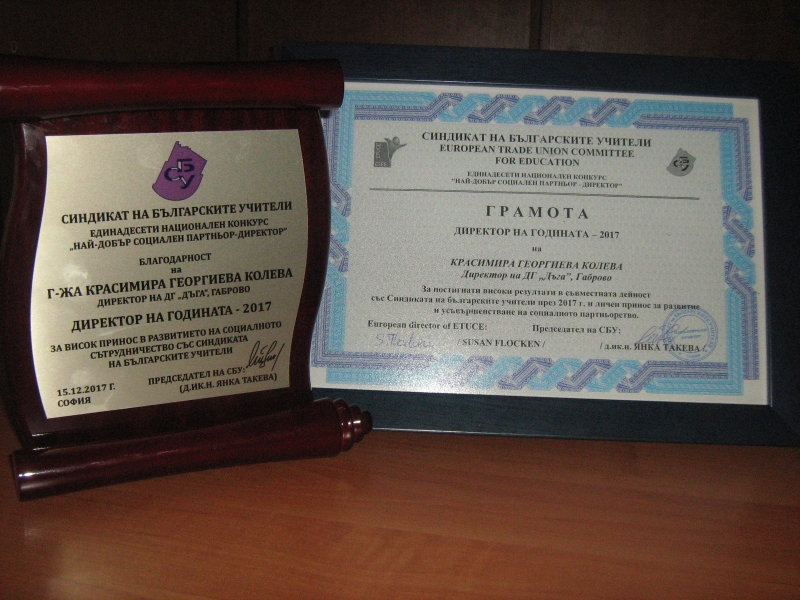 СБУ
СИНДИКАТ НА БЪЛГАРСКИТЕ УЧИТЕЛИ
ЕДИНАДЕСЕТИ НАЦИОНАЛЕН КОНКУРС
„НАЙ-ДОБЪР СОЦИАЛЕН ПАРТНЬОР-ДИРЕКТОР"
БЛАГОДАРНОСТ
на
Г-ЖА КРАСИМИРА ГЕОРГИЕВА КОЛЕВА
ДИРЕКТОР НА ДГ „ДЪГА", ГАБРОВО
ДИРЕКТОР НА ГОДИНАТА - 2017
ЗА ВИСОК ПРИНОС В РАЗВИТИЕТО НА СОЦИАЛНОТО
СЪТРУДНИЧЕСТВО СЪС СИНДИКАТА
НА БЪЛГАРСКИТЕ УЧИТЕЛИ
15.12.2017 Г.
СОФИЯ
ПРЕДСЕДАТЕЛ НА СБУ:
(Д.ИК.Н. ЯНКА ТАКЕВА)
СИНДИКАТ НА БЪЛГАРСКИТЕ УЧИТЕЛИ
EUROPEAN TRADE UNION COMMITTEE
FOR EDUCATION
ЕДИНАДЕСЕТИ НАЦИОНАЛЕН КОНКУРС
"НАЙ-ДОБЪР СОЦИАЛЕН ПАРТНЬОР - ДИРЕКТОР"
СБУ
ГРАМОТА
ДИРЕКТОР НА ГОДИНАТА – 2017
на
КРАСИМИРА ГЕОРГИЕВА КОЛЕВА
Директор на ДГ „Дъга", Габрово
За постигнати високи резултати в съвместната дейност
със Синдиката на българските учители през 2017 г. и личен принос за развитие
и усъвършенстване на социалното партньорство.
European director of ETUCE:
/ SUSAN FLOCKEN /
Председател на СБУ:
/ д.ик.н. ЯНКА ТАКЕВА /